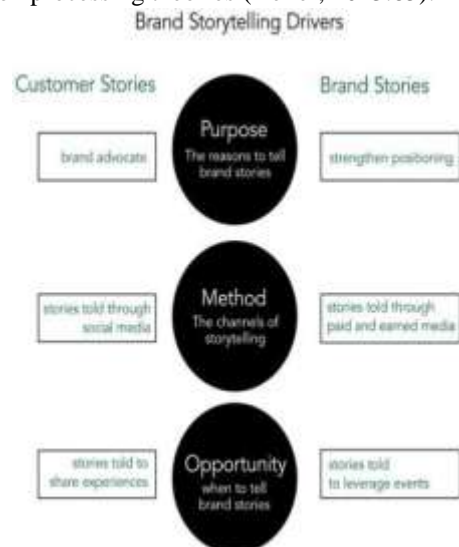 processing theories
Brand Storytelling Drivers
Customer Stories
Brand Stories
Purpose
The reasons to tell
brand stories
brand advocate
strengthen positioning
Method
The channels of
storytelling
stories told through
social media
stories told through
paid and earned media
Opportunity
when to tell
brand stories
stories told to
share experiences
stories told
to leverage events